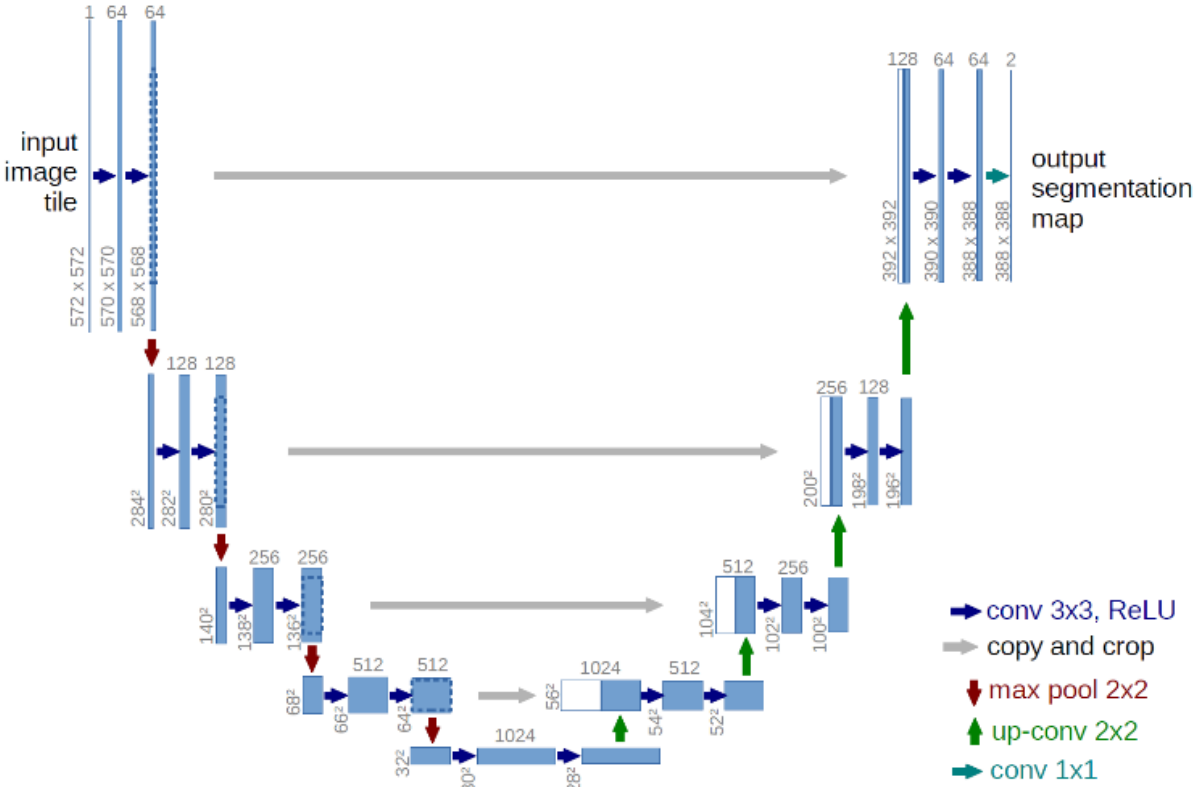 1 64 64
input
image
tile
572 x 572
570 x 570
568 x 568
128 64 64 2
392 x 392
390 x 390
388 x 388
388 x 388
output
segmentation
map
128 128
284²
282²
280²
256 128
200²
198²
196²
256 256
140²
138²
136²
512 256
104²
102²
100²
512 512
68²
66²
64²
1024 512
56²
54²
52²
1024
32²
30²
28²
conv 3x3, ReLU
copy and crop
max pool 2x2
up-conv 2x2
conv 1x1